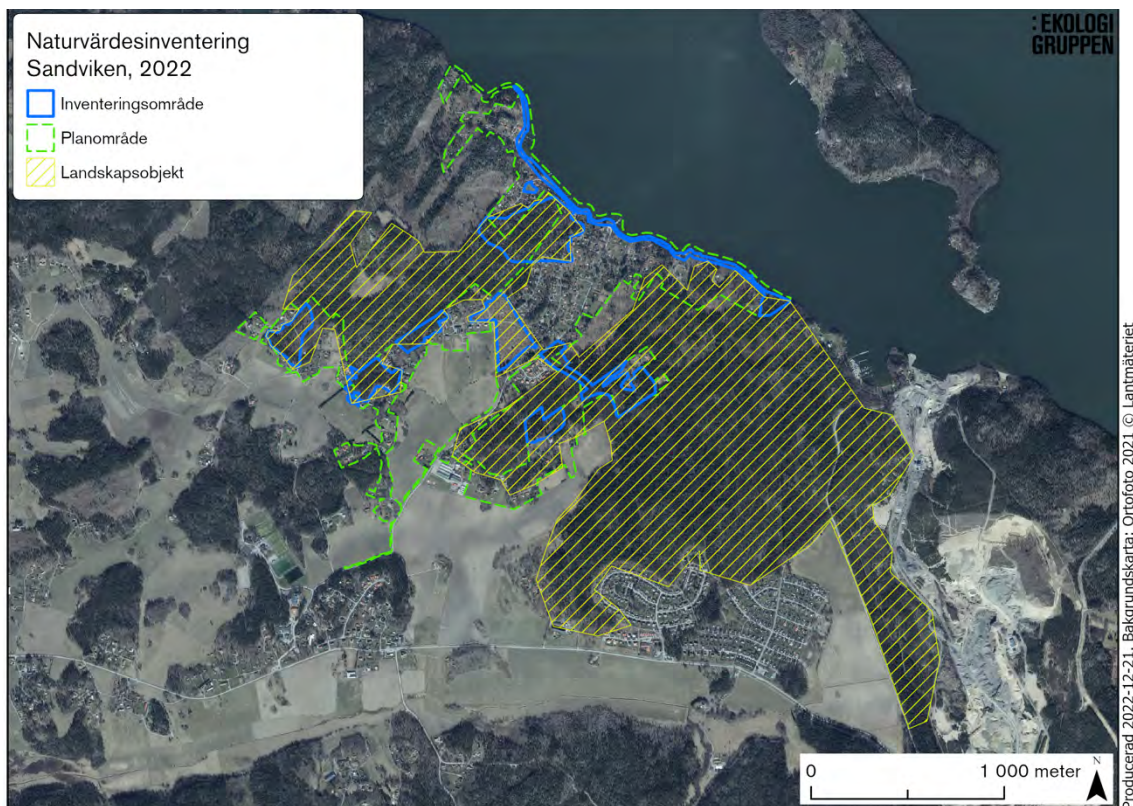 Naturvärdesinventering
Sandviken, 2022
Inventeringsområde
Planområde
Landskapsobjekt
:EKOLOGI
GRUPPEN
0 1 000 meter
N
Producerad 2022-12-21, Bakgrundskarta: Ortofoto 2021 © Lantmäteriet